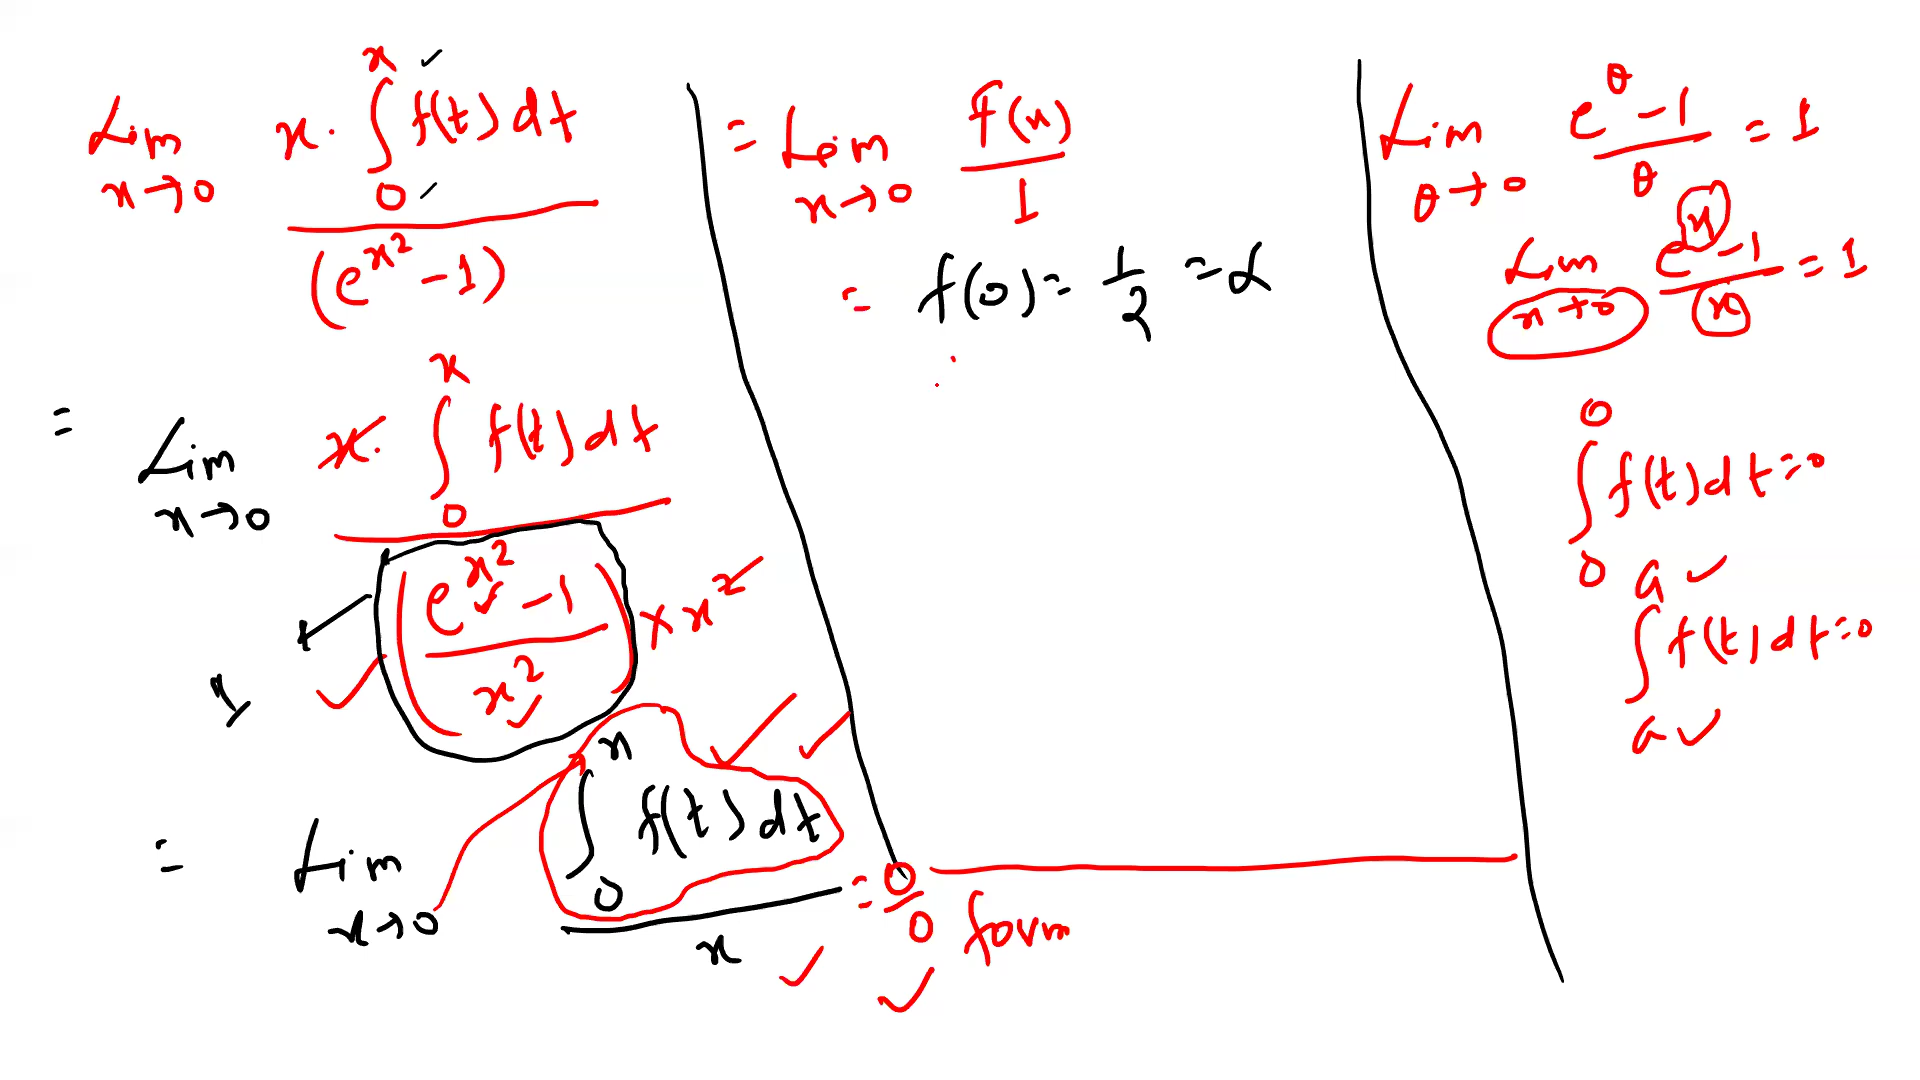 Lim x→0 x. ∫₀ˣ f(t) dt / (e^x² - 1)
= Lim x→0 x. ∫₀ˣ f(t) dt / ((e^x² - 1) / x²) × x²
1
= Lim x→0 ∫₀ˣ f(t) dt / x = 0/0 form
= Lim x→0 f(x) / 1
= f(0) = 1/2 = α
Lim θ→0 (e^θ - 1) / θ = 1
Lim x→0 (e^x - 1) / x = 1
∫₀⁰ f(t) dt = 0
∫ₐᵃ f(t) dt = 0